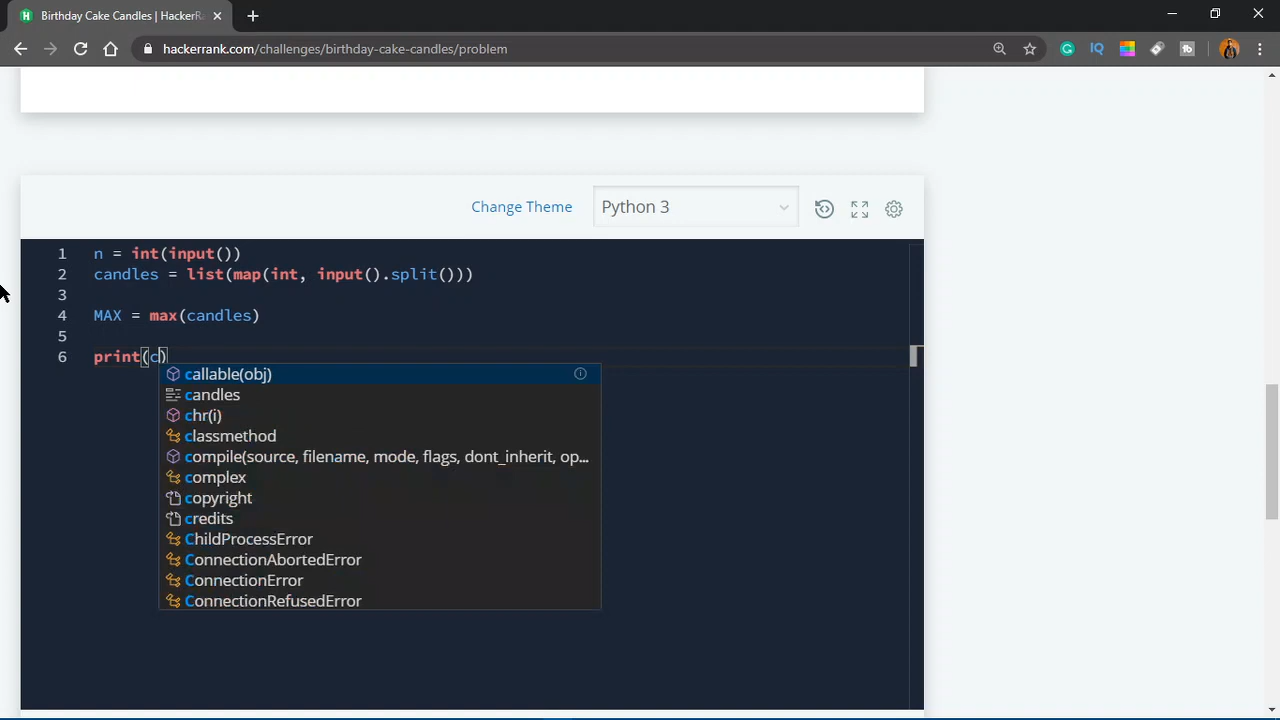 Birthday Cake Candles | HackerRa
hackerrank.com/challenges/birthday-cake-candles/problem
IQ
Change Theme
Python 3
1 n = int(input())
2 candles = list(map(int, input().split()))
3
4 MAX = max(candles)
5
6 print(c)
callable(obj)
candles
chr(i)
classmethod
compile(source, filename, mode, flags, dont_inherit, op...
complex
copyright
credits
ChildProcessError
ConnectionAbortedError
ConnectionError
ConnectionRefusedError